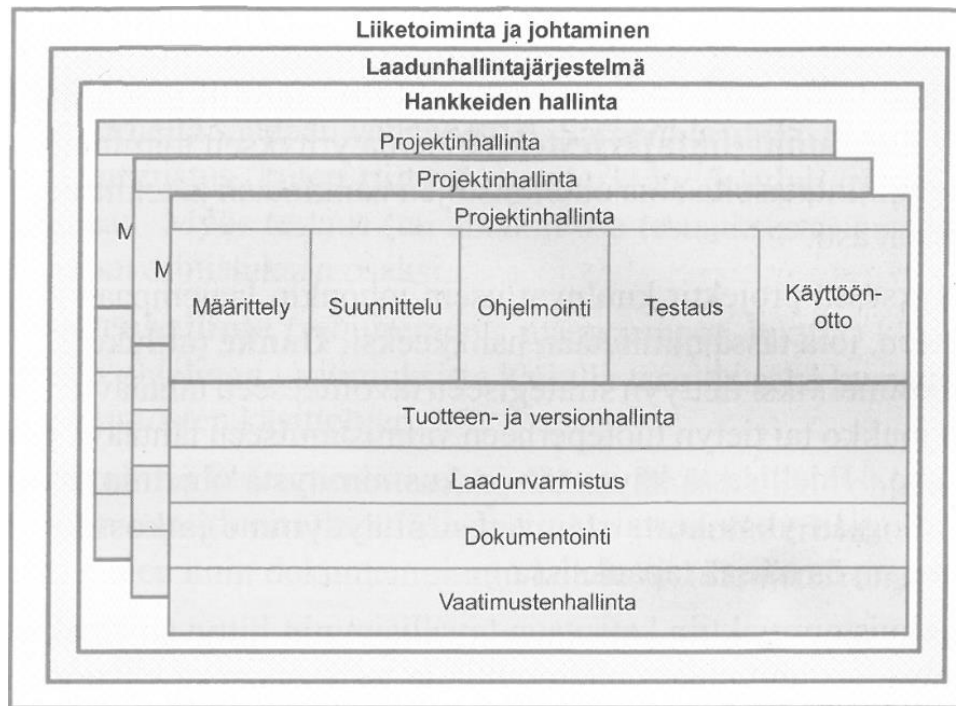 Liiketoiminta ja johtaminen
Laadunhallintajärjestelmä
Hankkeiden hallinta
Projektinhallinta
Projektinhallinta
Projektinhallinta
M
M
Määrittely
Suunnittelu
Ohjelmointi
Testaus
Käyttöön-
otto
Tuotteen- ja versionhallinta
Laadunvarmistus
Dokumentointi
Vaatimustenhallinta